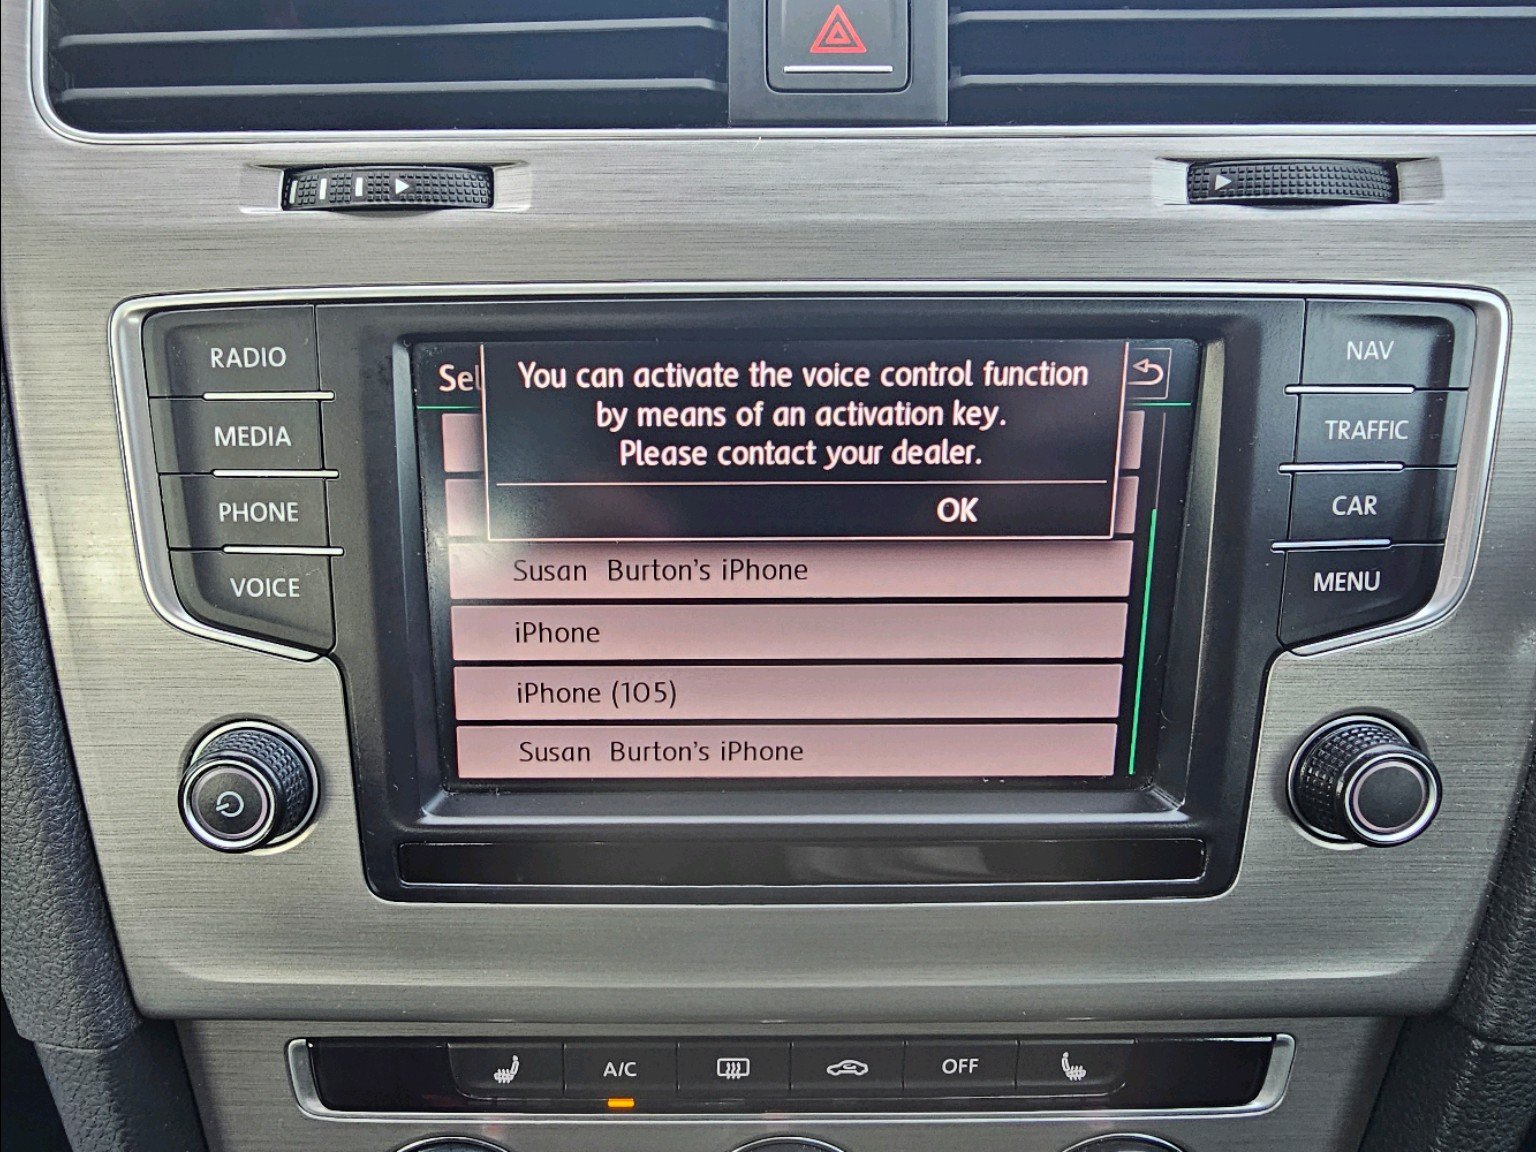 RADIO
MEDIA
PHONE
VOICE
Sel
You can activate the voice control function
by means of an activation key.
Please contact your dealer.
OK
Susan Burton's iPhone
iPhone
iPhone (105)
Susan Burton's iPhone
NAV
TRAFFIC
CAR
MENU
A/C
OFF